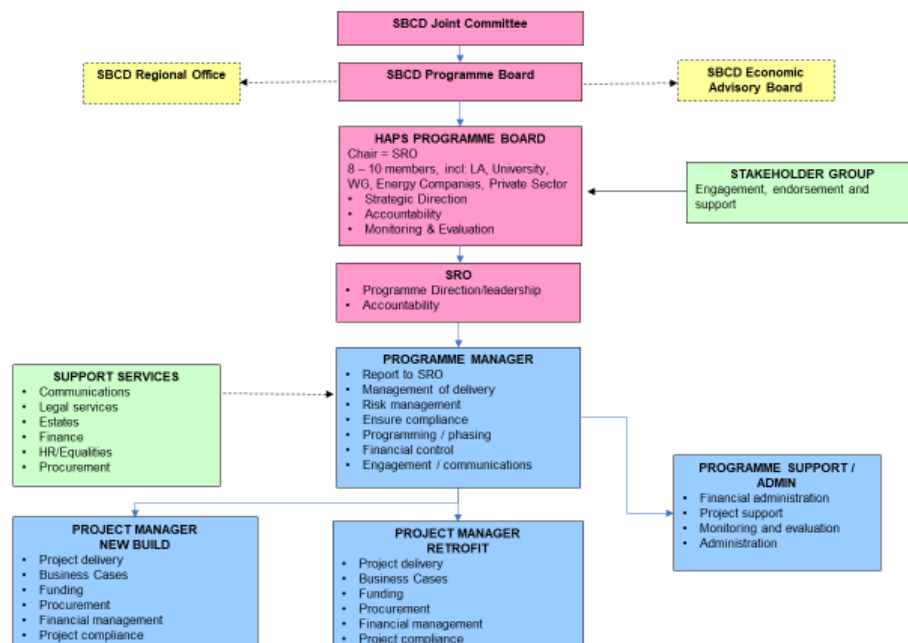 SBCD Joint Committee
SBCD Regional Office
SBCD Programme Board
SBCD Economic
Advisory Board
HAPS PROGRAMME BOARD
Chair = SRO
8 – 10 members, incl: LA, University,
WG, Energy Companies, Private Sector
• Strategic Direction
• Accountability
• Monitoring & Evaluation
STAKEHOLDER GROUP
Engagement, endorsement and
support
SRO
• Programme Direction/leadership
• Accountability
SUPPORT SERVICES
• Communications
• Legal services
• Estates
• Finance
• HR/Equalities
• Procurement
PROGRAMME MANAGER
• Report to SRO
• Management of delivery
• Risk management
• Ensure compliance
• Programming / phasing
• Financial control
• Engagement / communications
PROGRAMME SUPPORT /
ADMIN
• Financial administration
• Project support
• Monitoring and evaluation
• Administration
PROJECT MANAGER
NEW BUILD
• Project delivery
• Business Cases
• Funding
• Procurement
• Financial management
• Project compliance
PROJECT MANAGER
RETROFIT
• Project delivery
• Business Cases
• Funding
• Procurement
• Financial management
• Project compliance